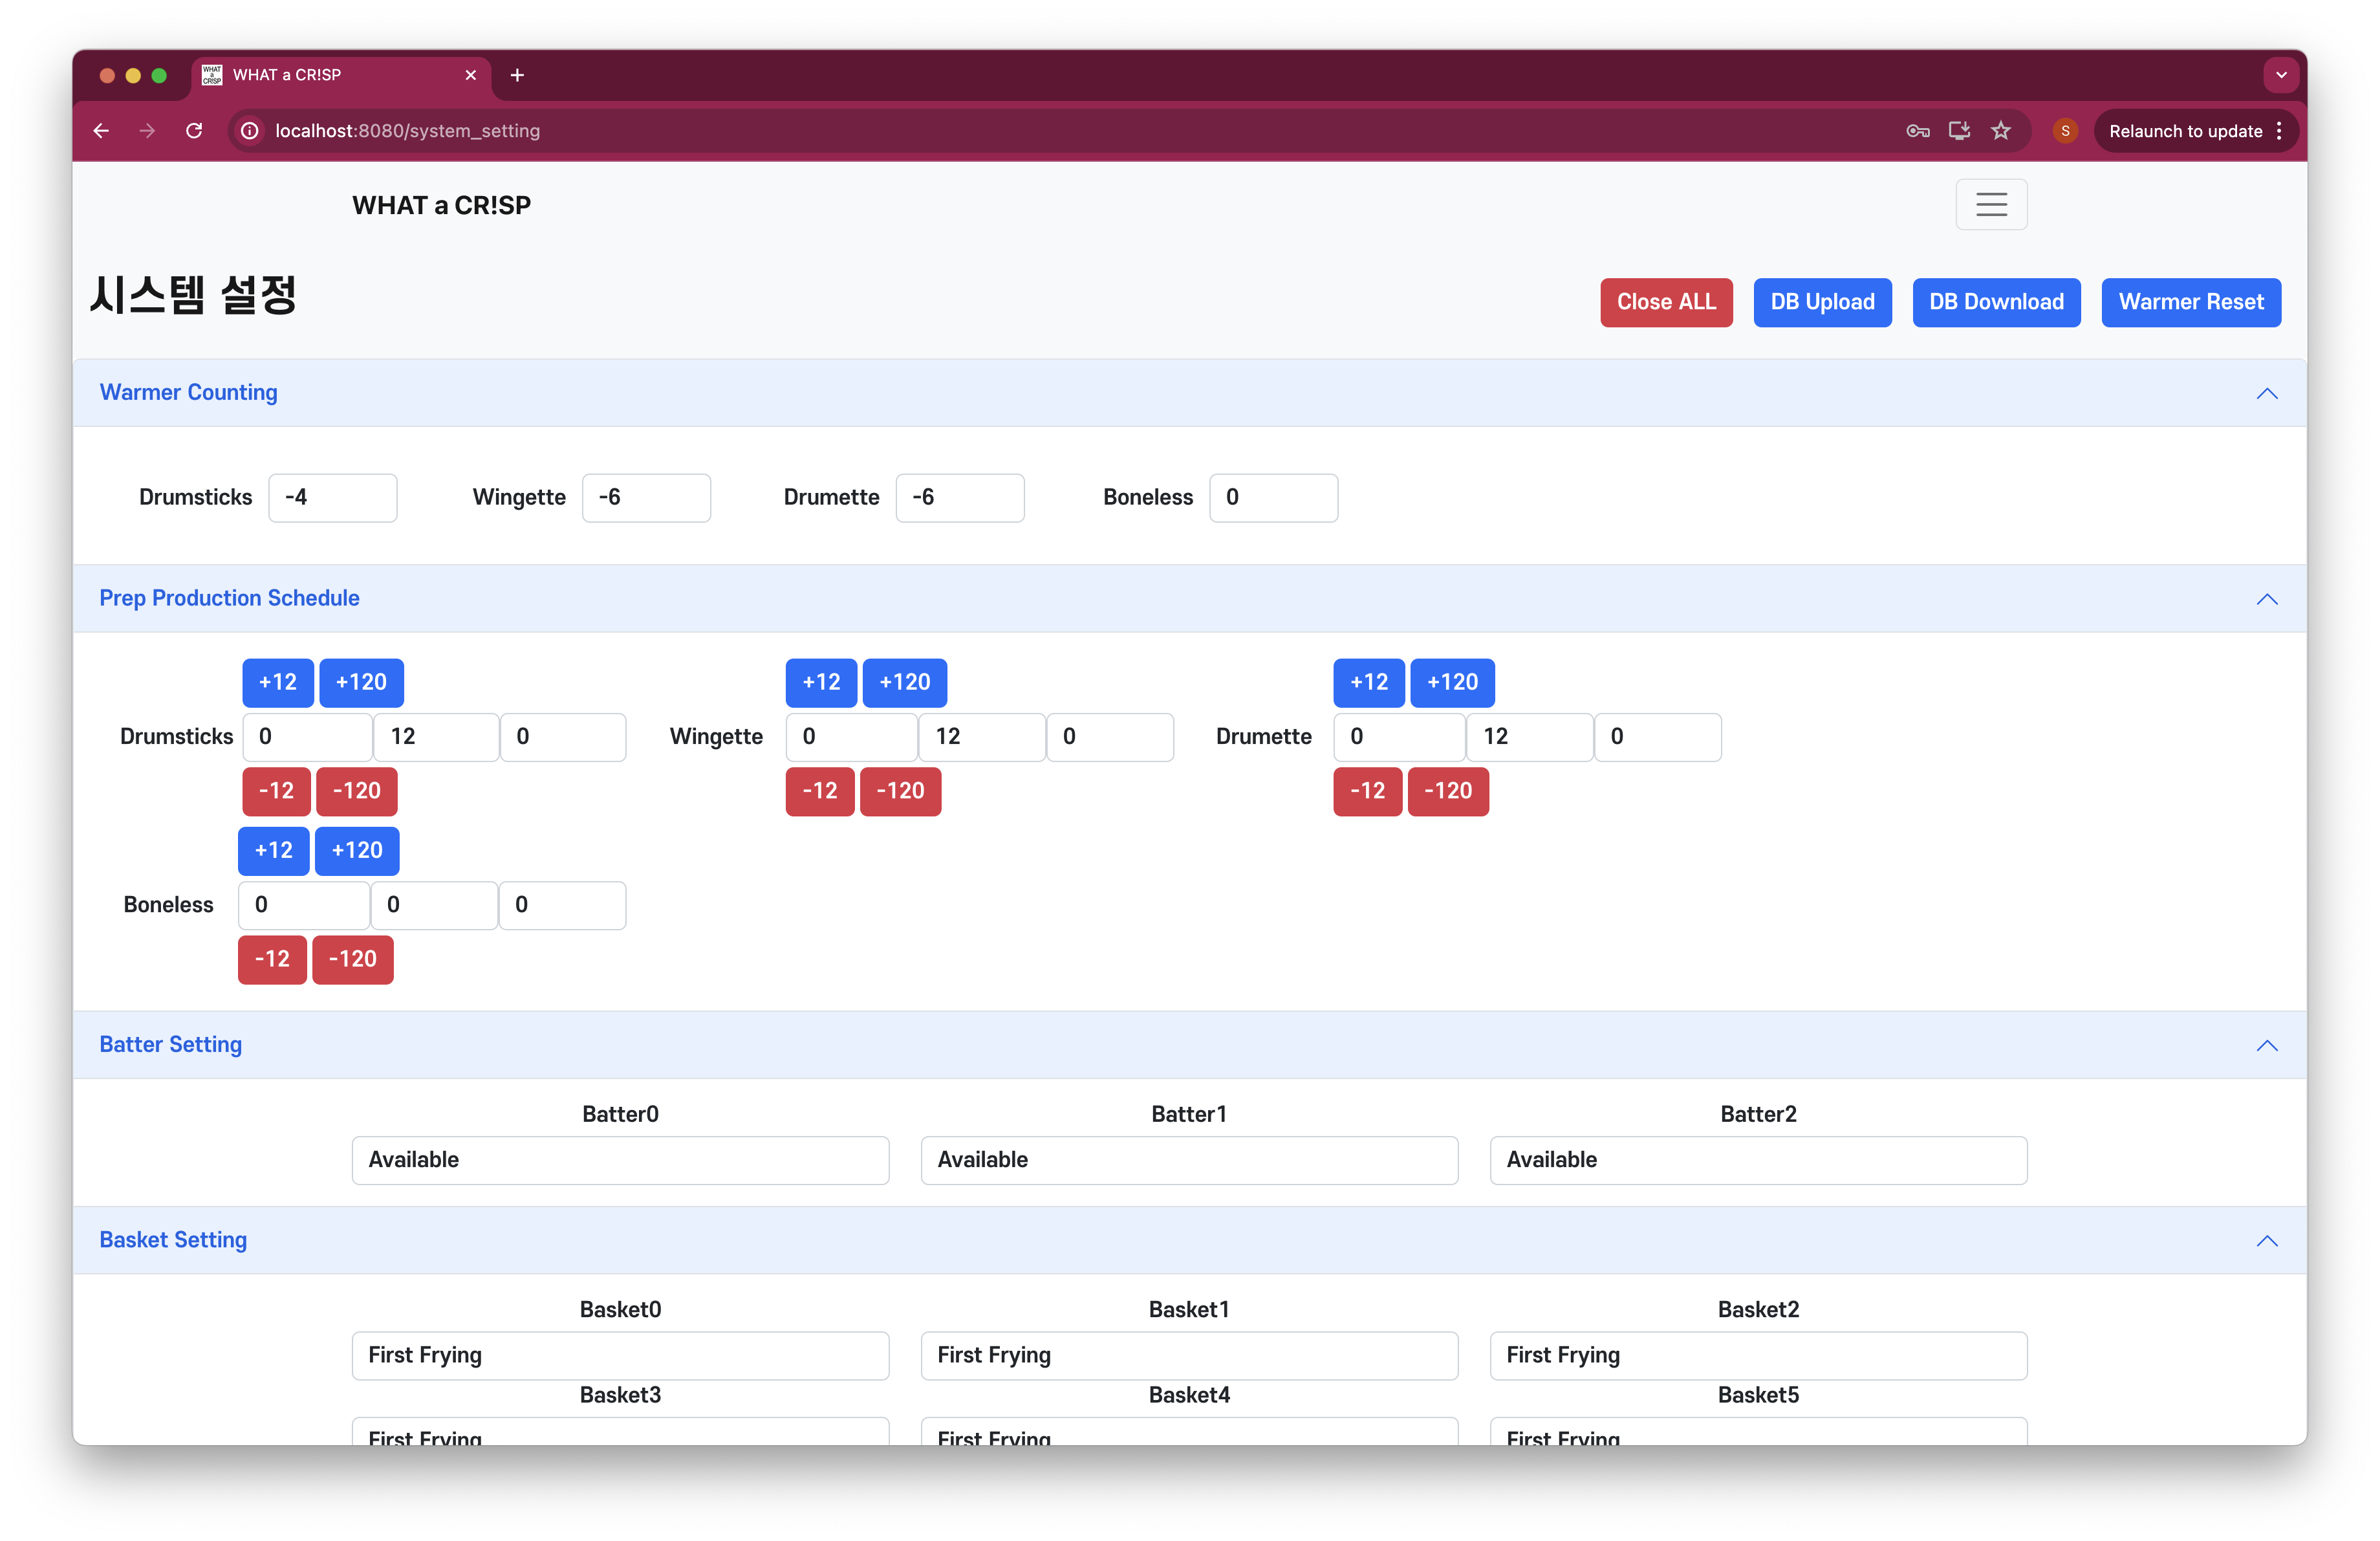 WHAT a CR!SP
localhost:8080/system_setting
S
Relaunch to update
WHAT a CR!SP
시스템 설정
Close ALL DB Upload DB Download Warmer Reset
Warmer Counting
Drumsticks -4 Wingette -6 Drumette -6 Boneless 0
Prep Production Schedule
+12 +120 +12 +120 +12 +120
Drumsticks 0 12 0 Wingette 0 12 0 Drumette 0 12 0
-12 -120 -12 -120 -12 -120
+12 +120
Boneless 0 0 0
-12 -120
Batter Setting
Batter0 Batter1 Batter2
Available Available Available
Basket Setting
Basket0 Basket1 Basket2
First Frying First Frying First Frying
Basket3 Basket4 Basket5
First Frying First Frying First Frying